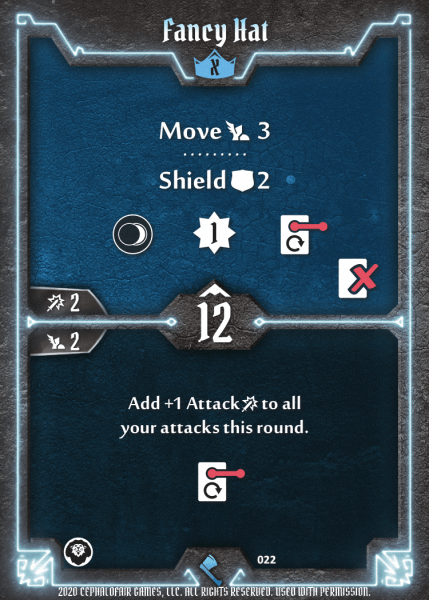 Fancy Hat
X
Move 3
Shield 2
1
2
12
2
Add +1 Attack to all
your attacks this round.
022
2020 CEPHALOFAIR GAMES, LLC. ALL RIGHTS RESERVED. USED WITH PERMISSION.